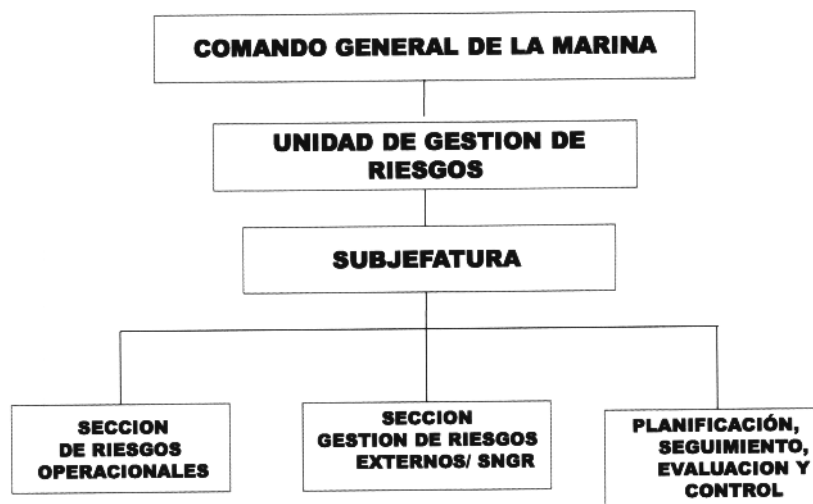 COMANDO GENERAL DE LA MARINA
UNIDAD DE GESTION DE
RIESGOS
SUBJEFATURA
SECCION
DE RIESGOS
OPERACIONALES
SECCION
GESTION DE RIESGOS
EXTERNOS/ SNGR
PLANIFICACIÓN,
SEGUIMIENTO,
EVALUACION Y
CONTROL